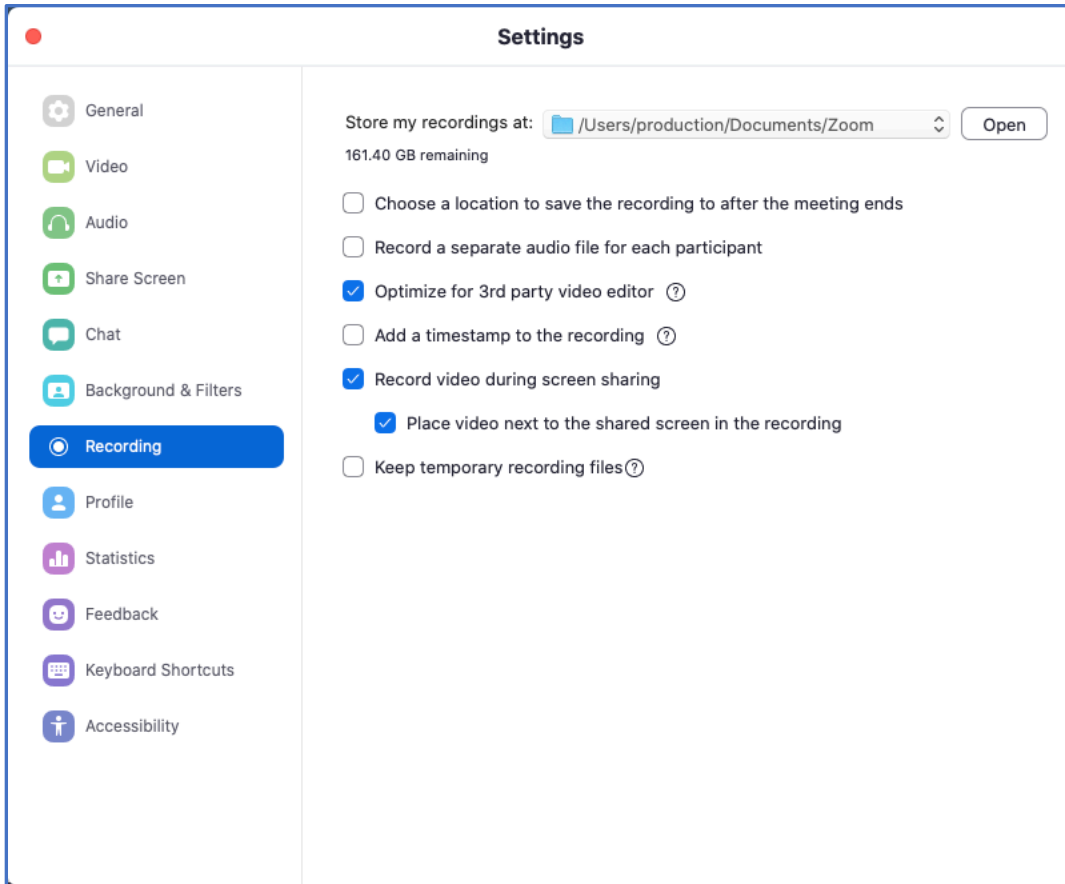 Settings
General
Video
Audio
Share Screen
Chat
Background & Filters
Recording
Profile
Statistics
Feedback
Keyboard Shortcuts
Accessibility
Store my recordings at: /Users/production/Documents/Zoom Open
161.40 GB remaining
Choose a location to save the recording to after the meeting ends
Record a separate audio file for each participant
Optimize for 3rd party video editor ?
Add a timestamp to the recording ?
Record video during screen sharing
Place video next to the shared screen in the recording
Keep temporary recording files ?